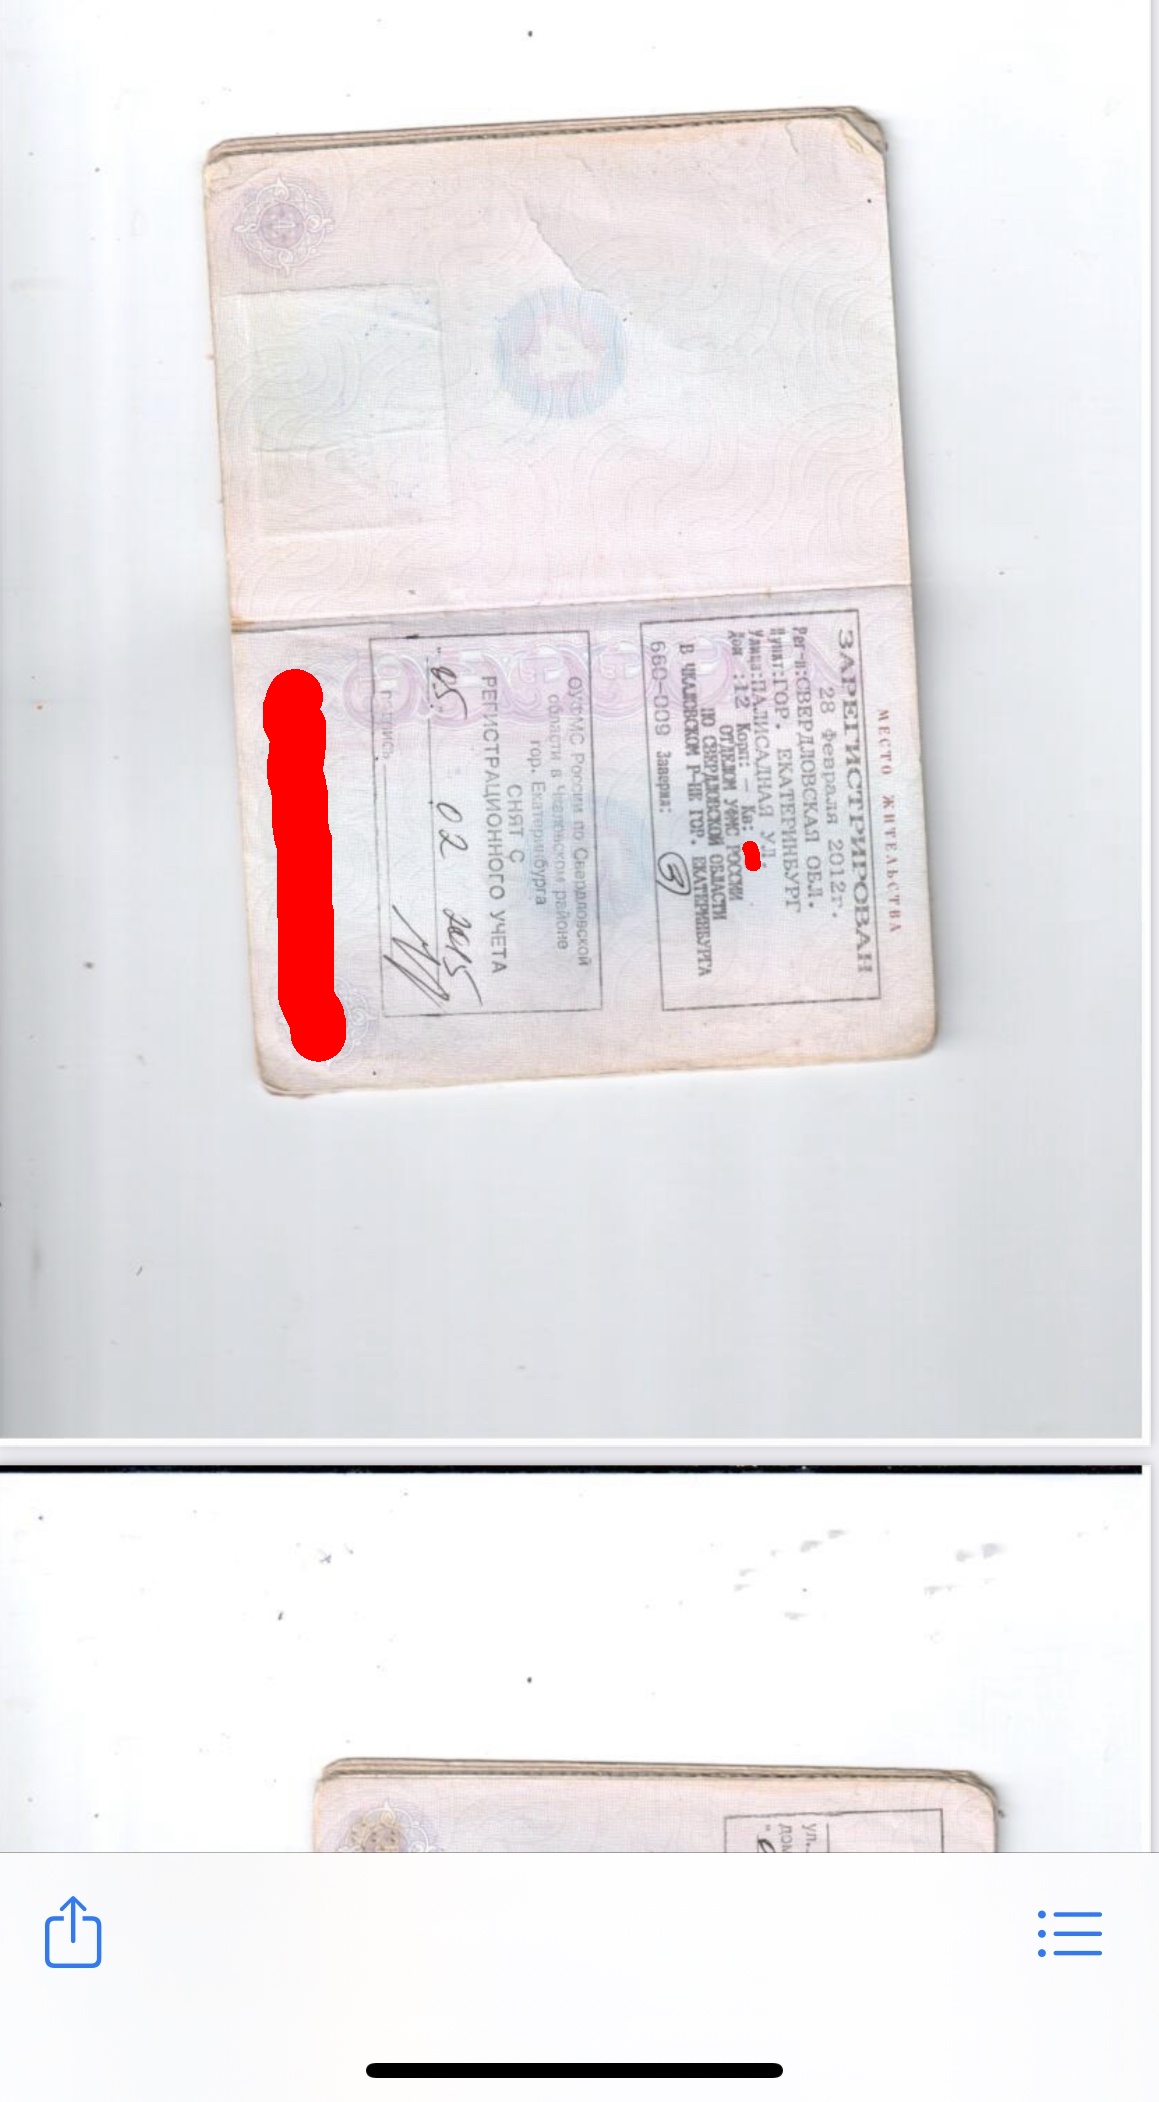 МЕСТО ЖИТЕЛЬСТВА
ЗАРЕГИСТРИРОВАН
28 Февраля 2012г.
Рег-н:СВЕРДЛОВСКАЯ ОБЛ.
Пункт:ГОР. ЕКАТЕРИНБУРГ
Улица:ПАЛИСАДНАЯ УЛ.
Дом :12 Корп: — Кв:
ОТДЕЛОМ УФМС РОССИИ
ПО СВЕРДЛОВСКОЙ ОБЛАСТИ
В ЧКАЛОВСКОМ Р-НЕ ГОР. ЕКАТЕРИНБУРГА
660-009 Заверил:
3
ОУФМС России по Свердловской
области в Чкаловском районе
гор. Екатеринбурга
СНЯТ С
РЕГИСТРАЦИОННОГО УЧЕТА
"05. 02 2015
подпись
ул.
дом